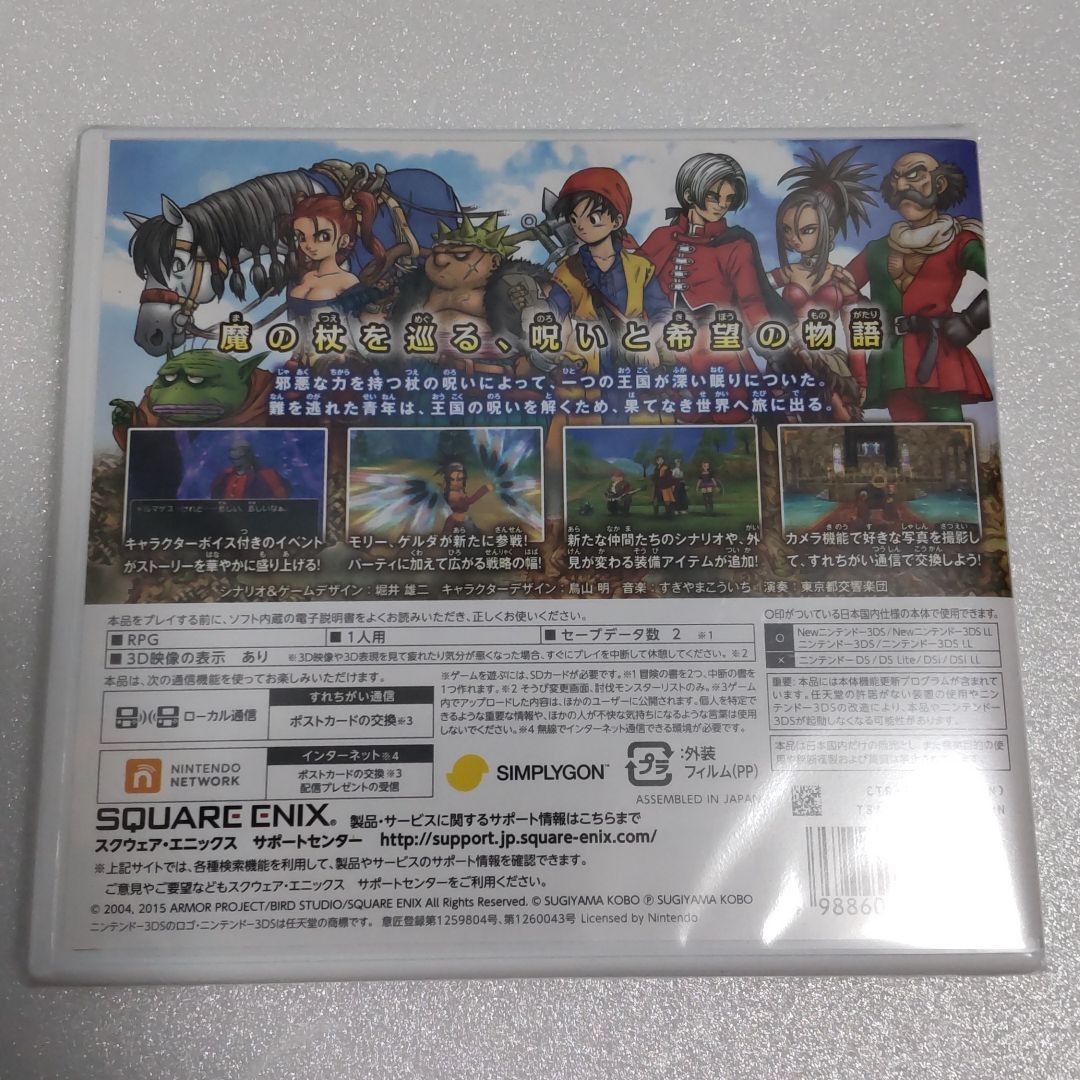 魔の杖を巡る、呪いと希望の物語
邪悪な力を持つ杖の呪いによって、一つの王国が深い眠りについた。
難を逃れた青年は、王国の呪いを解くため、果てなき世界へ旅に出る。
キャラクターボイス付きのイベント
がストーリーを華やかに盛り上げる!
モリー、ゲルダが新たに参戦!
パーティに加えて広がる戦略の幅!
新たな仲間たちのシナリオや、外
見が変わる装備アイテムが追加!
カメラ機能で好きな写真を撮影し
て、すれちがい通信で交換しよう!
シナリオ&ゲームデザイン:堀井 雄二 キャラクターデザイン:鳥山 明 音楽:すぎやまこういち 演奏:東京都交響楽団
本品をプレイする前に、ソフト内蔵の電子説明書をよくお読みいただき、正しくお使いください。
■RPG
■1人用
■セーブデータ数 2 ※1
■3D映像の表示 あり ※3D映像や3D表現を見て疲れたり気分が悪くなった場合、すぐにプレイを中断して休憩してください。※2
〇印がついている日本国内仕様の本体で使用できます。
○ Newニンテンドー3DS/Newニンテンドー3DS LL
ニンテンドー3DS/ニンテンドー3DS LL
× ニンテンドーDS/DS Lite/DSi/DSi LL
本品は、次の通信機能を使ってお楽しみいただけます。
ローカル通信
すれちがい通信
ポストカードの交換※3
NINTENDO
NETWORK
インターネット※4
ポストカードの交換※3
配信プレゼントの受信
※ゲームを遊ぶには、SDカードが必要です。※1 冒険の書を2つ、中断の書を
1つ作れます。※2 そうび変更画面、討伐モンスターリストのみ。※3 ゲーム
内でアップロードした内容は、ほかのユーザーに公開されます。個人を特定で
きるような重要な情報や、ほかの人が不快な気持ちになるような言葉は使用
しないでください。※4 無線でインターネット通信できる環境が必要です。
重要:本品には本体機能更新プログラムが含まれて
います。任天堂の許諾がない装置の使用やニン
テンドー3DSの改造により、本品やニンテンドー
3DSが起動しなくなる可能性があります。
本品は日本国内だけの販売とし、また営業目的の使
用や無断複製および賃貸は禁止
SIMPLYGON™
プラ
:外装
フィルム(PP)
ASSEMBLED IN JAPAN
SQUARE ENIX® 製品・サービスに関するサポート情報はこちらまで
スクウェア・エニックス サポートセンター http://support.jp.square-enix.com/
※上記サイトでは、各種検索機能を利用して、製品やサービスのサポート情報を確認できます。
ご意見やご要望などもスクウェア・エニックス サポートセンターをご利用ください。
© 2004, 2015 ARMOR PROJECT/BIRD STUDIO/SQUARE ENIX All Rights Reserved. © SUGIYAMA KOBO ℗ SUGIYAMA KOBO
ニンテンドー3DSのロゴ・ニンテンドー3DSは任天堂の商標です。 意匠登録第1259804号、第1260043号 Licensed by Nintendo
98860